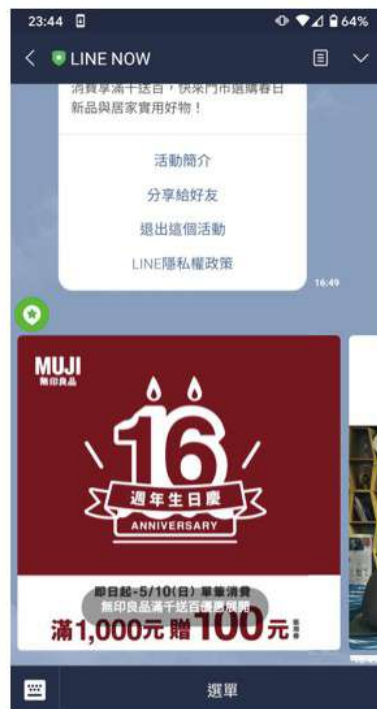 23:44
64%
LINE NOW
消費享滿千送百，快來門市選購春日
新品與居家實用好物！
活動簡介
分享給好友
退出這個活動
LINE隱私權政策
16:49
MUJI
無印良品
16
週年生日慶
ANNIVERSARY
即日起-5/10(日) 單筆消費
無印良品滿千送百優惠展開
滿1,000元 贈100元
選單